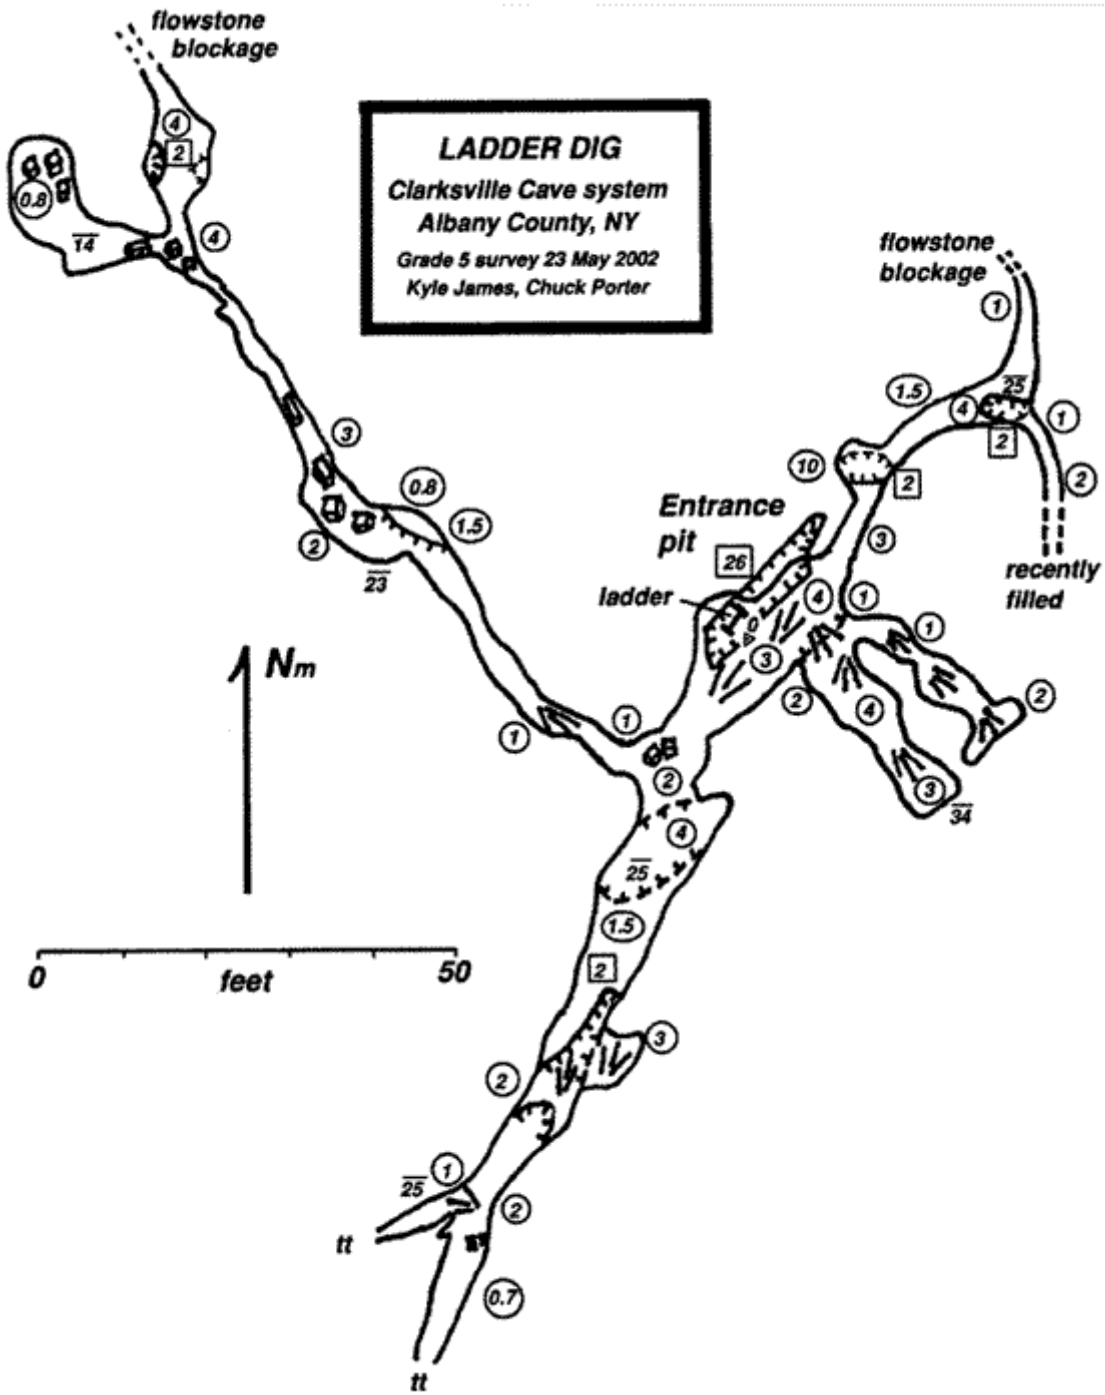 flowstone
blockage
4
2
0.8
14
4
LADDER DIG
Clarksville Cave system
Albany County, NY
Grade 5 survey 23 May 2002
Kyle James, Chuck Porter
flowstone
blockage
1
25
1.5
4
1
2
2
recently
filled
10
2
3
Entrance
pit
26
ladder
0
4
3
1
1
2
4
2
3
34
3
0.8
1.5
2
23
Nm
1
1
2
4
25
1.5
2
3
0
feet
50
2
1
25
2
tt
0.7
tt